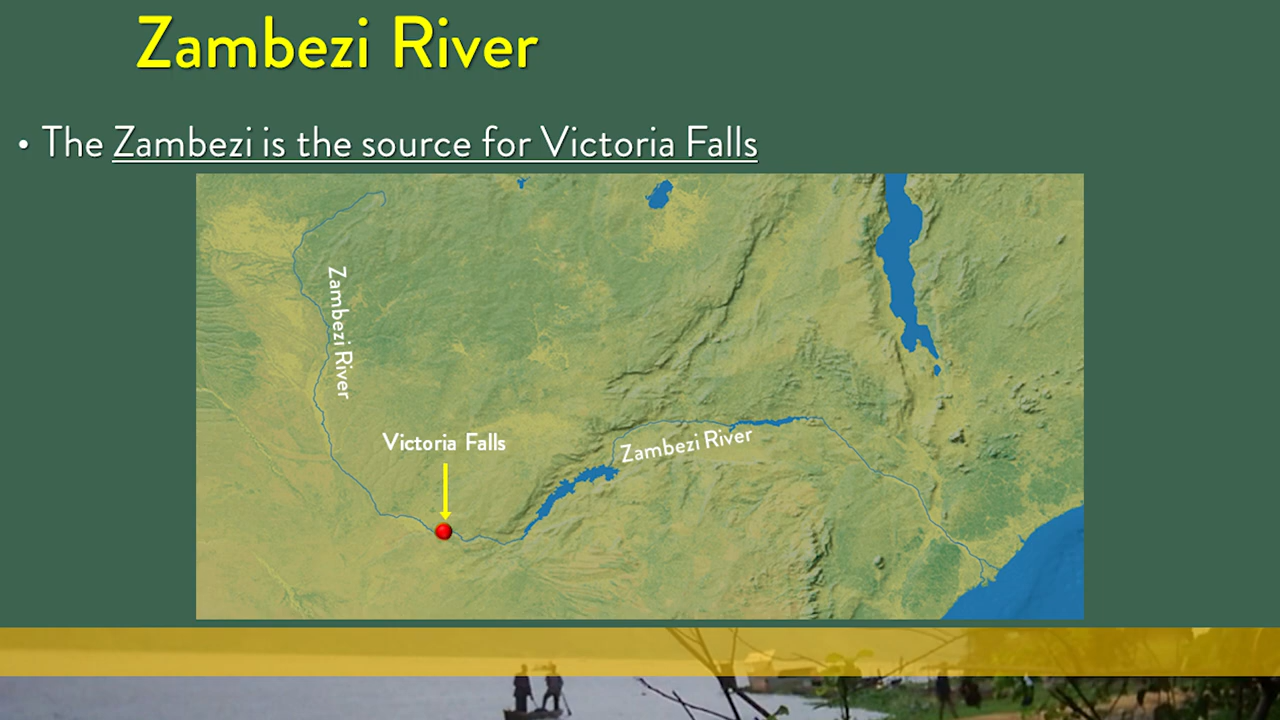 Zambezi River
• The Zambezi is the source for Victoria Falls
Zambezi River
Victoria Falls
Zambezi River